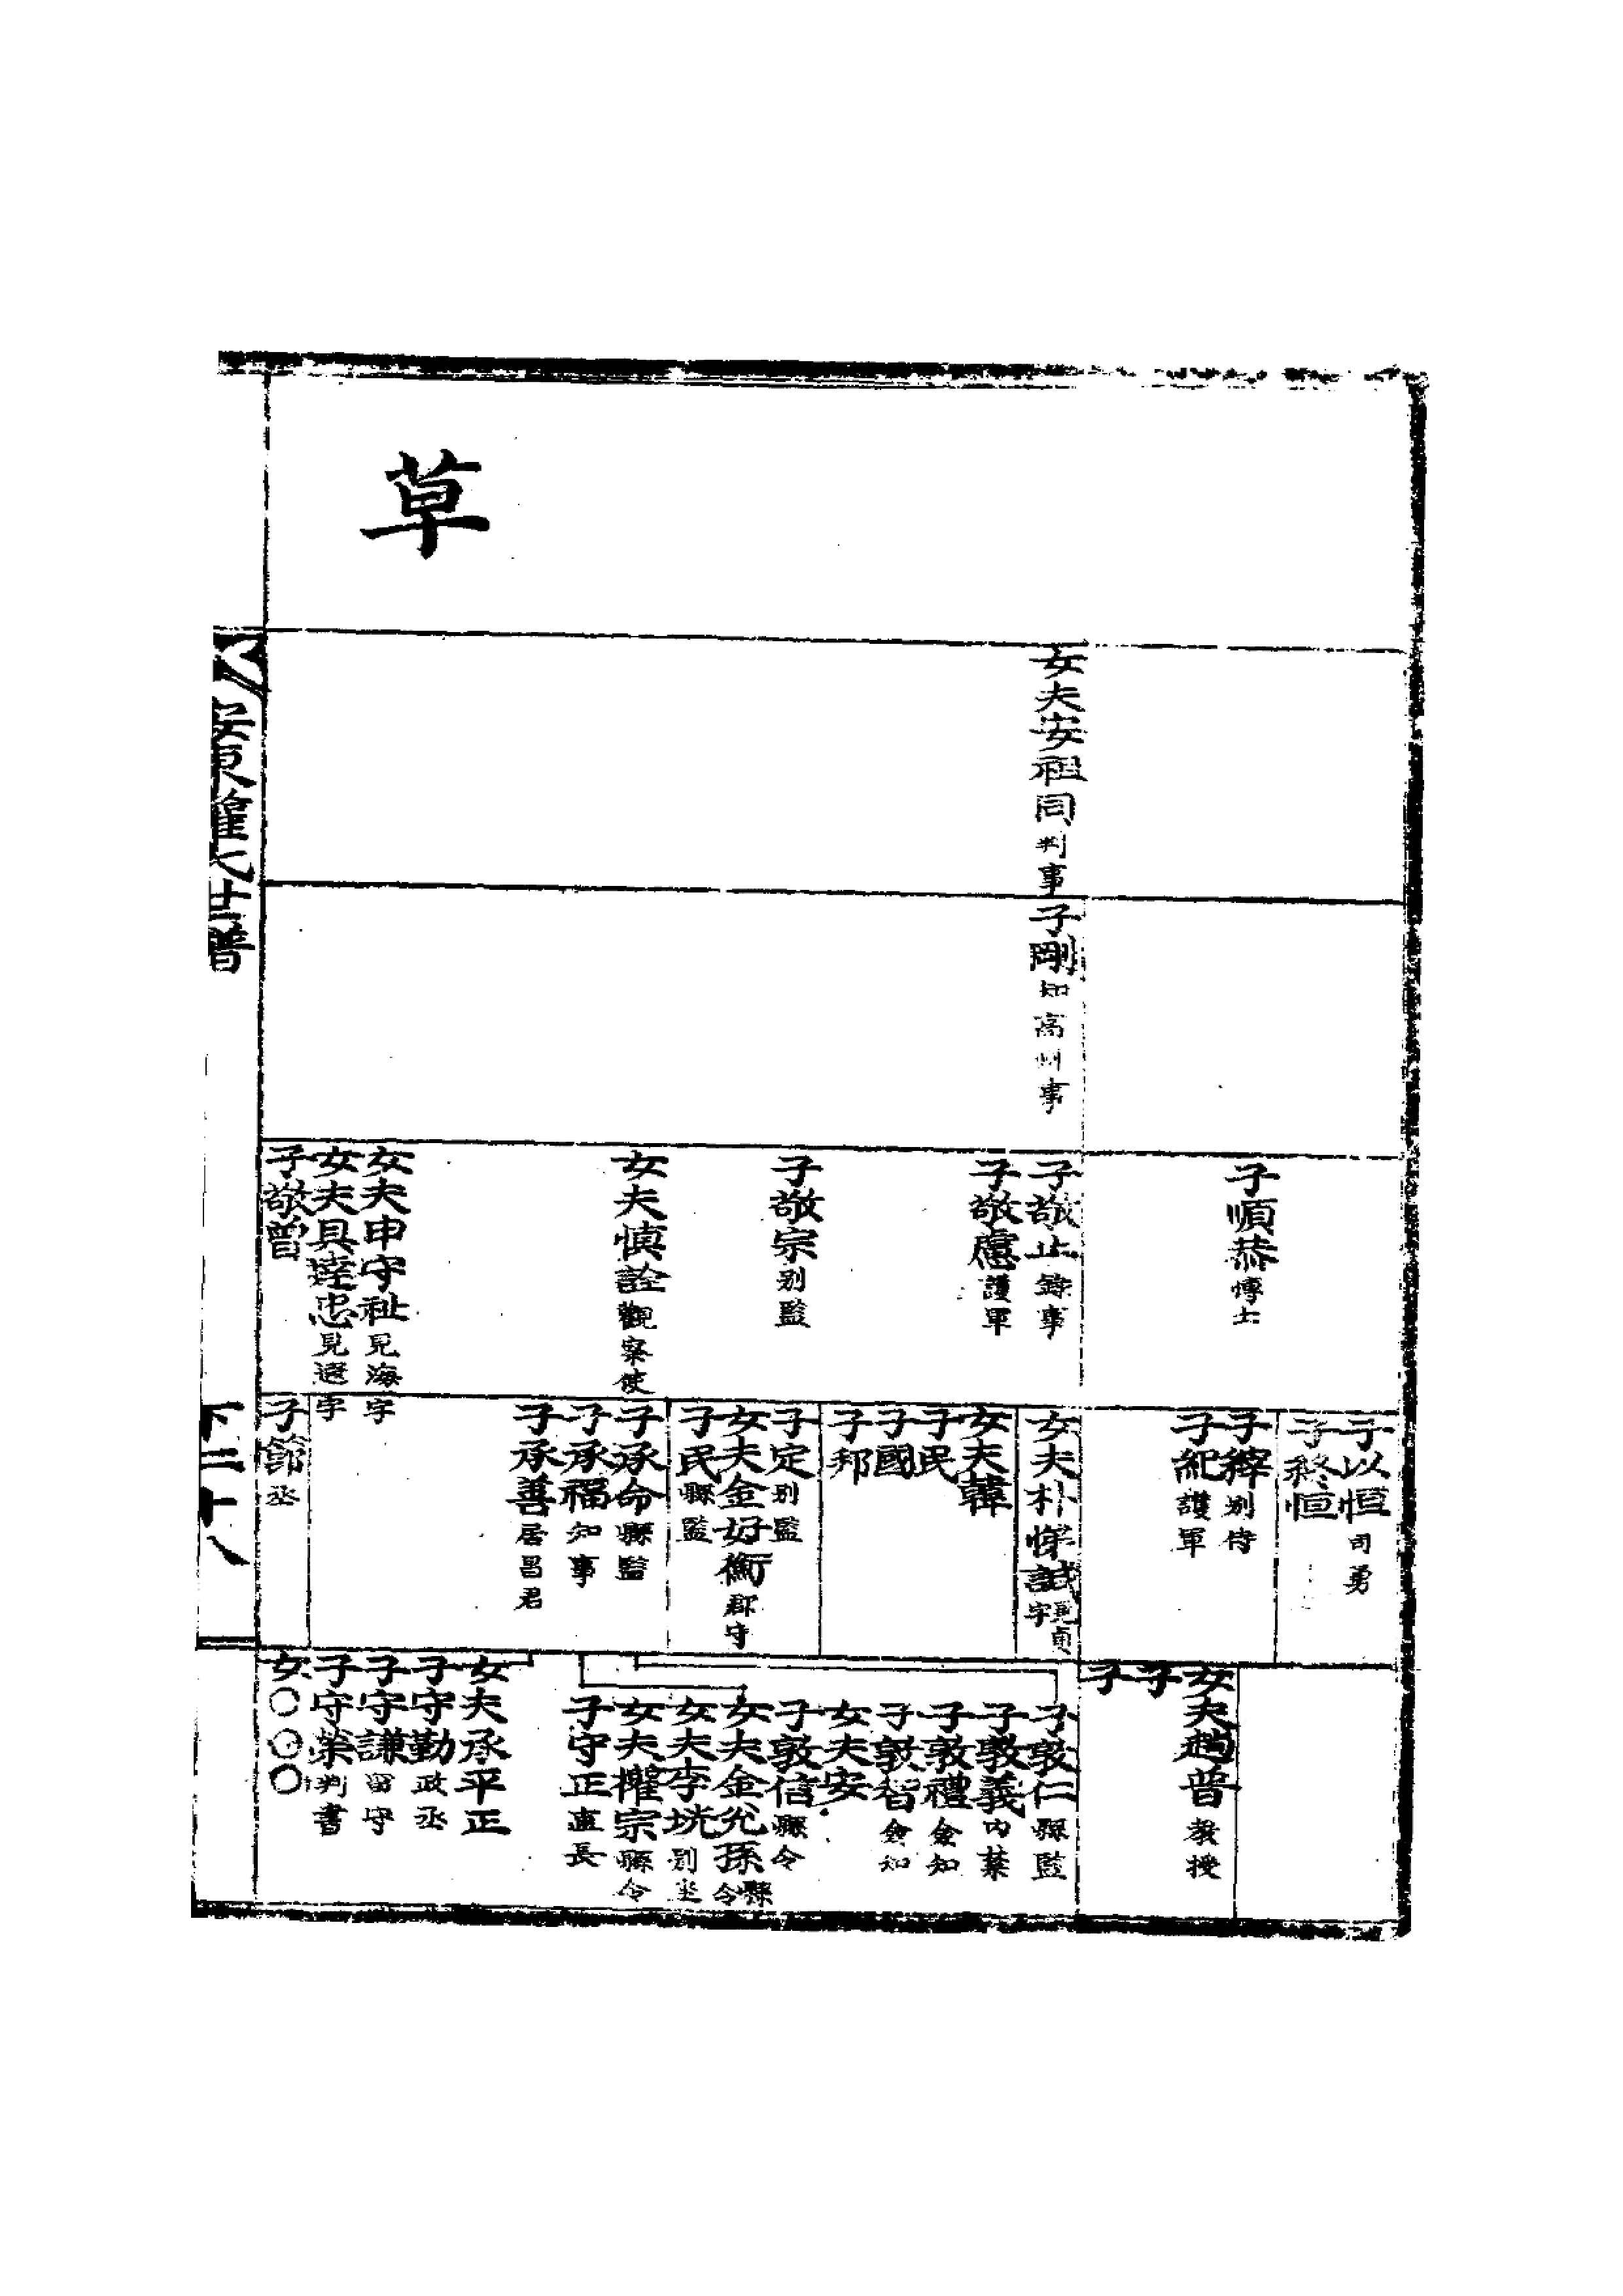 草
女夫安祖同 判事
子剛 知高州事
子順恭 博士
子敬止 錄事
子敬慮 護軍
子敬宗 別監
女夫慎詮 觀察使
女夫申守祉 見海字
女夫具達忠 見遐字
子敬曾
子以恒 司勇
子終恒
子繂 別侍
子紀 護軍
女夫朴悌誠 見貞字
女夫韓
子民
子國
子邦
子定 別監
女夫金好衡 郡守
子民 縣監
子承命 縣監
子承福 知事
子承善 居昌君
子節 丞
女夫趙普 敎授
子
子
子敦仁 縣監
子敦義 內禁
子敦禮 僉知
子敦智 僉知
女夫安
子敦信 縣令
女夫金允孫 縣令
女夫李垙 別坐
女夫權宗 縣令
子守正 直長
女夫承平正
子守勤 政丞
子守謙 留守
子守英 判書
女○○○
安東權氏世譜
下二十八